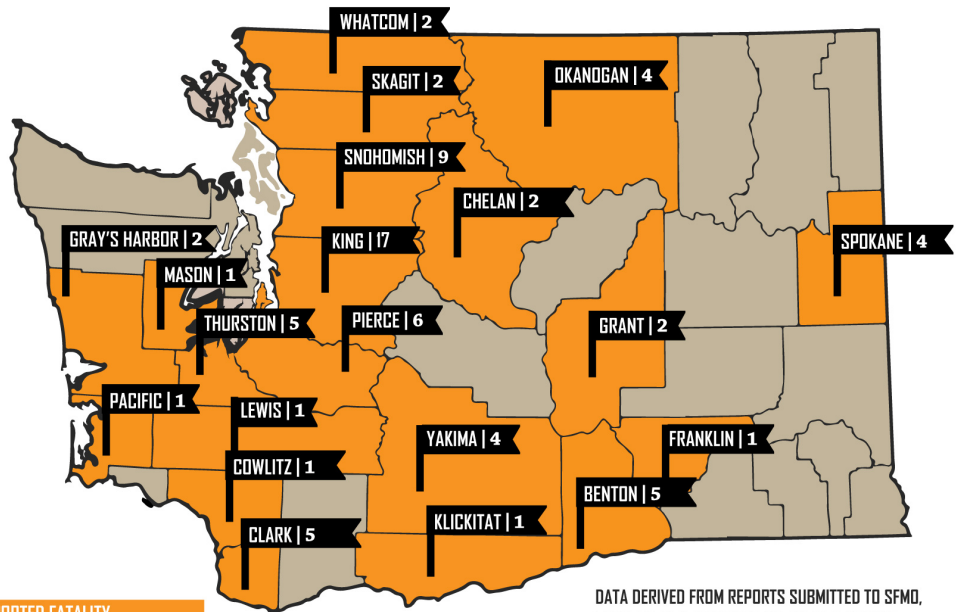 WHATCOM | 2
SKAGIT | 2
OKANOGAN | 4
SNOHOMISH | 9
CHELAN | 2
GRAY'S HARBOR | 2
KING | 17
SPOKANE | 4
MASON | 1
THURSTON | 5
PIERCE | 6
GRANT | 2
PACIFIC | 1
LEWIS | 1
YAKIMA | 4
FRANKLIN | 1
COWLITZ | 1
BENTON | 5
CLARK | 5
KLICKITAT | 1
DATA DERIVED FROM REPORTS SUBMITTED TO SFMO,
FATALITY